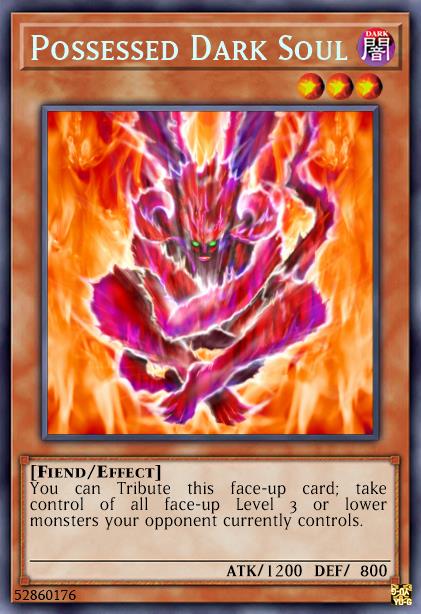 Possessed Dark Soul
DARK
闇
[Fiend/Effect]
You can Tribute this face-up card; take
control of all face-up Level 3 or lower
monsters your opponent currently controls.
ATK/1200 DEF/ 800
52860176